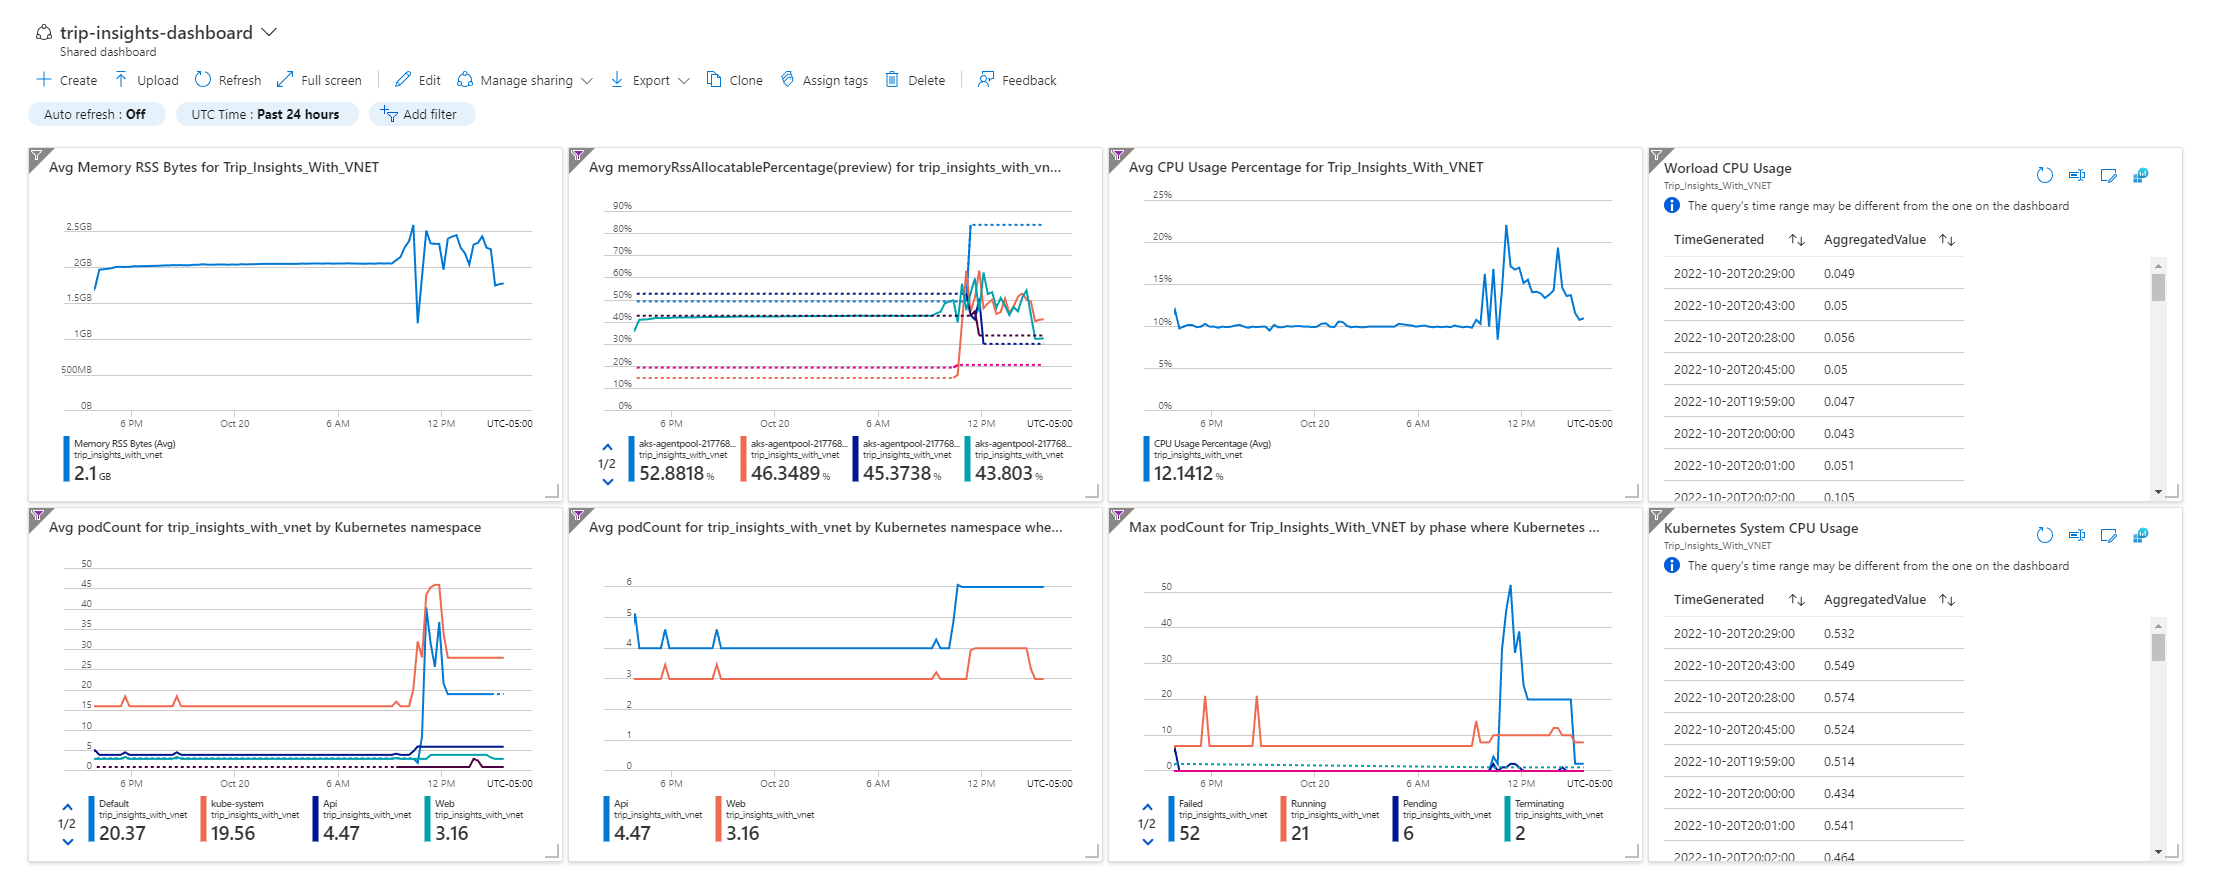 trip-insights-dashboard
Shared dashboard
Create Upload Refresh Full screen Edit Manage sharing Export Clone Assign tags Delete Feedback
Auto refresh : Off UTC Time : Past 24 hours Add filter
Avg Memory RSS Bytes for Trip_Insights_With_VNET
2.5GB
2GB
1.5GB
1GB
500MB
0B
6 PM Oct 20 6 AM 12 PM UTC-05:00
Memory RSS Bytes (Avg)
trip_insights_with_vnet
2.1 GB
Avg memoryRssAllocatablePercentage(preview) for trip_insights_with_vn...
90%
80%
70%
60%
50%
40%
30%
20%
10%
0%
6 PM Oct 20 6 AM 12 PM UTC-05:00
1/2
aks-agentpool-217768... aks-agentpool-217768... aks-agentpool-217768... aks-agentpool-217768...
trip_insights_with_vnet trip_insights_with_vnet trip_insights_with_vnet trip_insights_with_vnet
52.8818 % 46.3489 % 45.3738 % 43.803 %
Avg CPU Usage Percentage for Trip_Insights_With_VNET
25%
20%
15%
10%
5%
0%
6 PM Oct 20 6 AM 12 PM UTC-05:00
CPU Usage Percentage (Avg)
trip_insights_with_vnet
12.1412 %
Worload CPU Usage
Trip_Insights_With_VNET
The query's time range may be different from the one on the dashboard
TimeGenerated AggregatedValue
2022-10-20T20:29:00 0.049
2022-10-20T20:43:00 0.05
2022-10-20T20:28:00 0.056
2022-10-20T20:45:00 0.05
2022-10-20T19:59:00 0.047
2022-10-20T20:00:00 0.043
2022-10-20T20:01:00 0.051
2022-10-20T20:02:00 0.105
Avg podCount for trip_insights_with_vnet by Kubernetes namespace
50
45
40
35
30
25
20
15
10
5
0
6 PM Oct 20 6 AM 12 PM UTC-05:00
1/2
Default kube-system Api Web
trip_insights_with_vnet trip_insights_with_vnet trip_insights_with_vnet trip_insights_with_vnet
20.37 19.56 4.47 3.16
Avg podCount for trip_insights_with_vnet by Kubernetes namespace whe...
6
5
4
3
2
1
0
6 PM Oct 20 6 AM 12 PM UTC-05:00
Api Web
trip_insights_with_vnet trip_insights_with_vnet
4.47 3.16
Max podCount for Trip_Insights_With_VNET by phase where Kubernetes ...
50
40
30
20
10
0
6 PM Oct 20 6 AM 12 PM UTC-05:00
1/2
Failed Running Pending Terminating
trip_insights_with_vnet trip_insights_with_vnet trip_insights_with_vnet trip_insights_with_vnet
52 21 6 2
Kubernetes System CPU Usage
Trip_Insights_With_VNET
The query's time range may be different from the one on the dashboard
TimeGenerated AggregatedValue
2022-10-20T20:29:00 0.532
2022-10-20T20:43:00 0.549
2022-10-20T20:28:00 0.574
2022-10-20T20:45:00 0.524
2022-10-20T19:59:00 0.514
2022-10-20T20:00:00 0.434
2022-10-20T20:01:00 0.541
2022-10-20T20:02:00 0.464